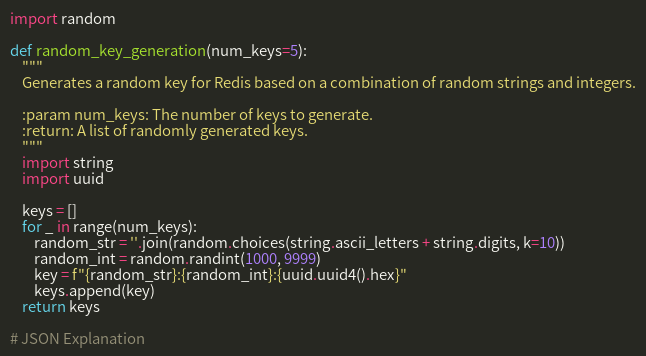 import random

def random_key_generation(num_keys=5):
    """
    Generates a random key for Redis based on a combination of random strings and integers.

    :param num_keys: The number of keys to generate.
    :return: A list of randomly generated keys.
    """
    import string
    import uuid

    keys = []
    for _ in range(num_keys):
        random_str = ''.join(random.choices(string.ascii_letters + string.digits, k=10))
        random_int = random.randint(1000, 9999)
        key = f"{random_str}:{random_int}:{uuid.uuid4().hex}"
        keys.append(key)
    return keys

# JSON Explanation